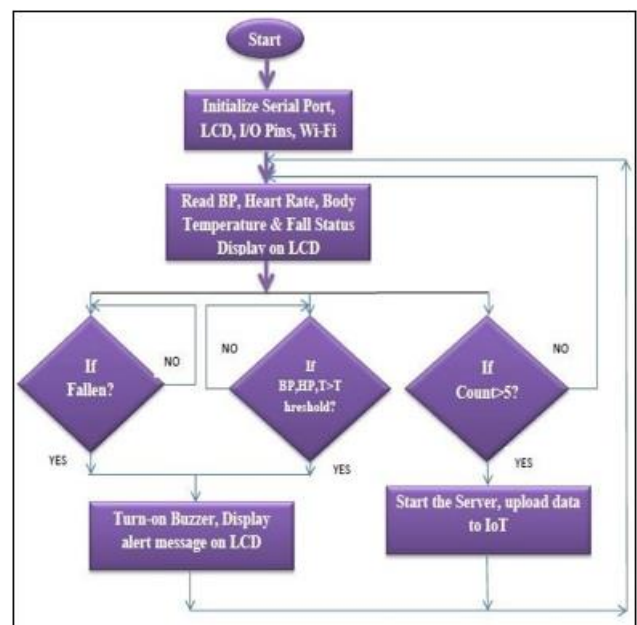 Start
Initialize Serial Port,
LCD, I/O Pins, Wi-Fi
Read BP, Heart Rate, Body
Temperature & Fall Status
Display on LCD
If
Fallen?
NO
YES
NO
If
BP,HP,T>T
hreshold?
YES
If
Count>5?
NO
YES
Turn-on Buzzer, Display
alert message on LCD
Start the Server, upload data
to IoT